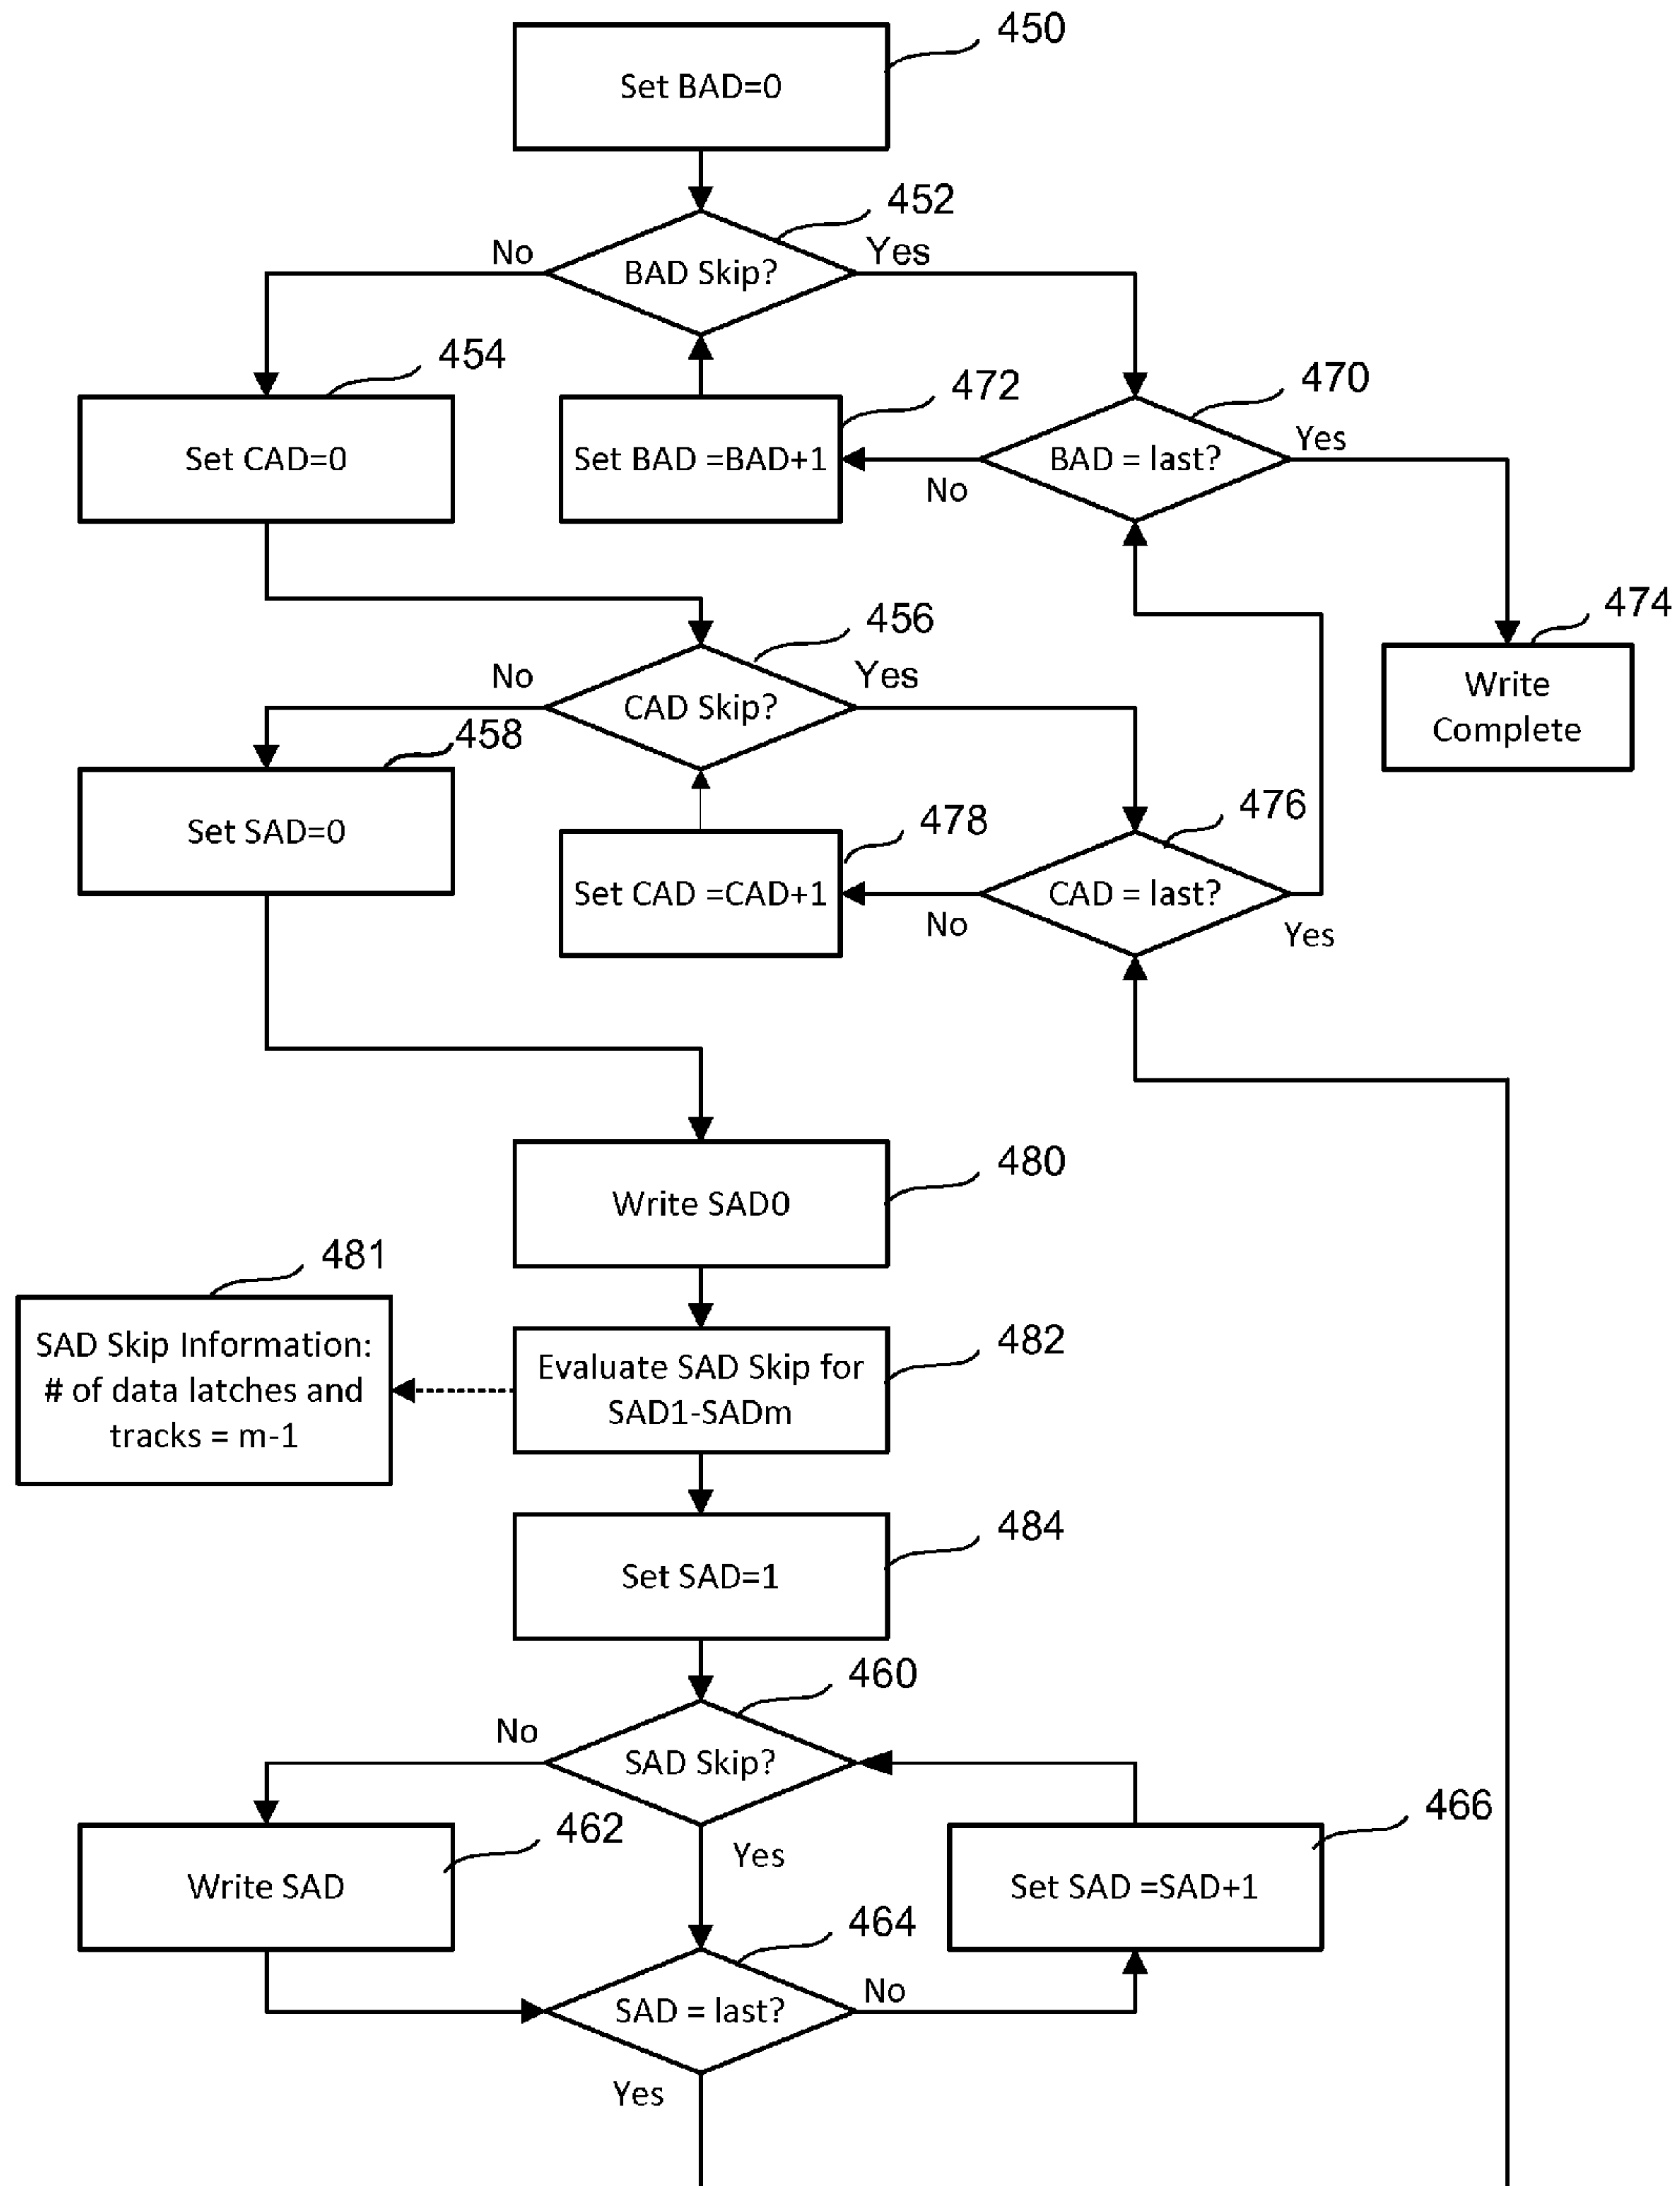 450
Set BAD=0
452
No
Yes
BAD Skip?
454
472
470
Set CAD=0
Set BAD =BAD+1
BAD = last?
Yes
No
474
456
No
Yes
CAD Skip?
Write
Complete
458
Set SAD=0
478
476
Set CAD =CAD+1
CAD = last?
No
Yes
480
Write SAD0
481
SAD Skip Information:
# of data latches and
tracks = m-1
482
Evaluate SAD Skip for
SAD1-SADm
484
Set SAD=1
460
No
SAD Skip?
Yes
462
Write SAD
466
Set SAD =SAD+1
464
SAD = last?
No
Yes